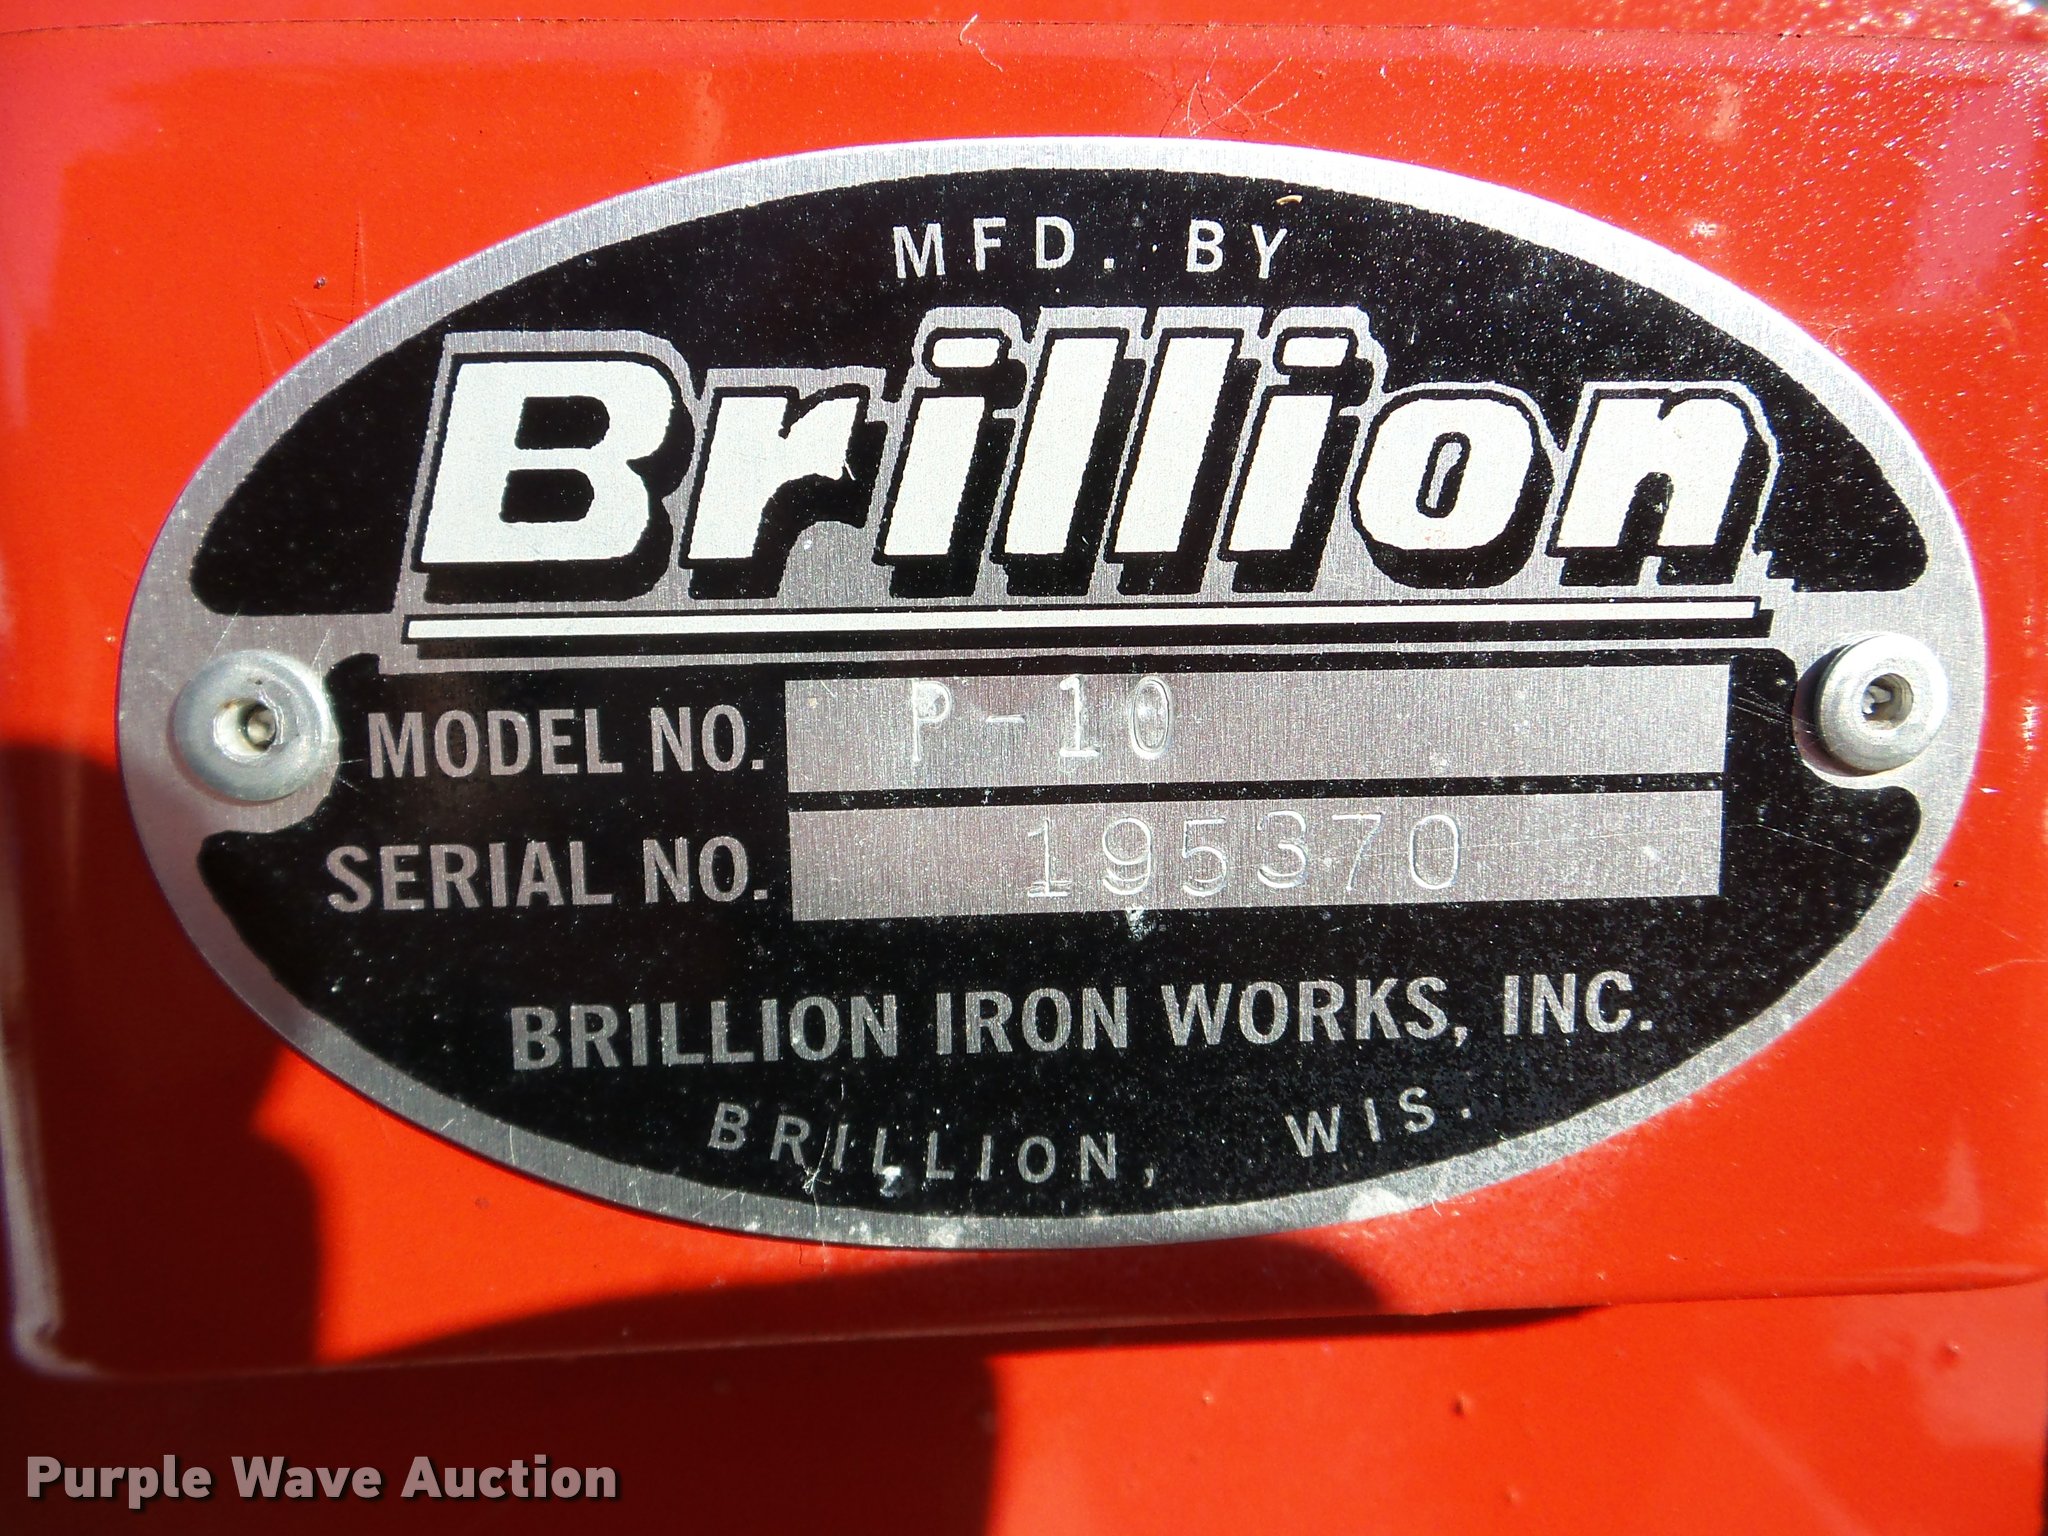 MFD. BY
Brillion
MODEL NO. P-10
SERIAL NO. 195370
BRILLION IRON WORKS, INC.
BRILLION, WIS.
Purple Wave Auction